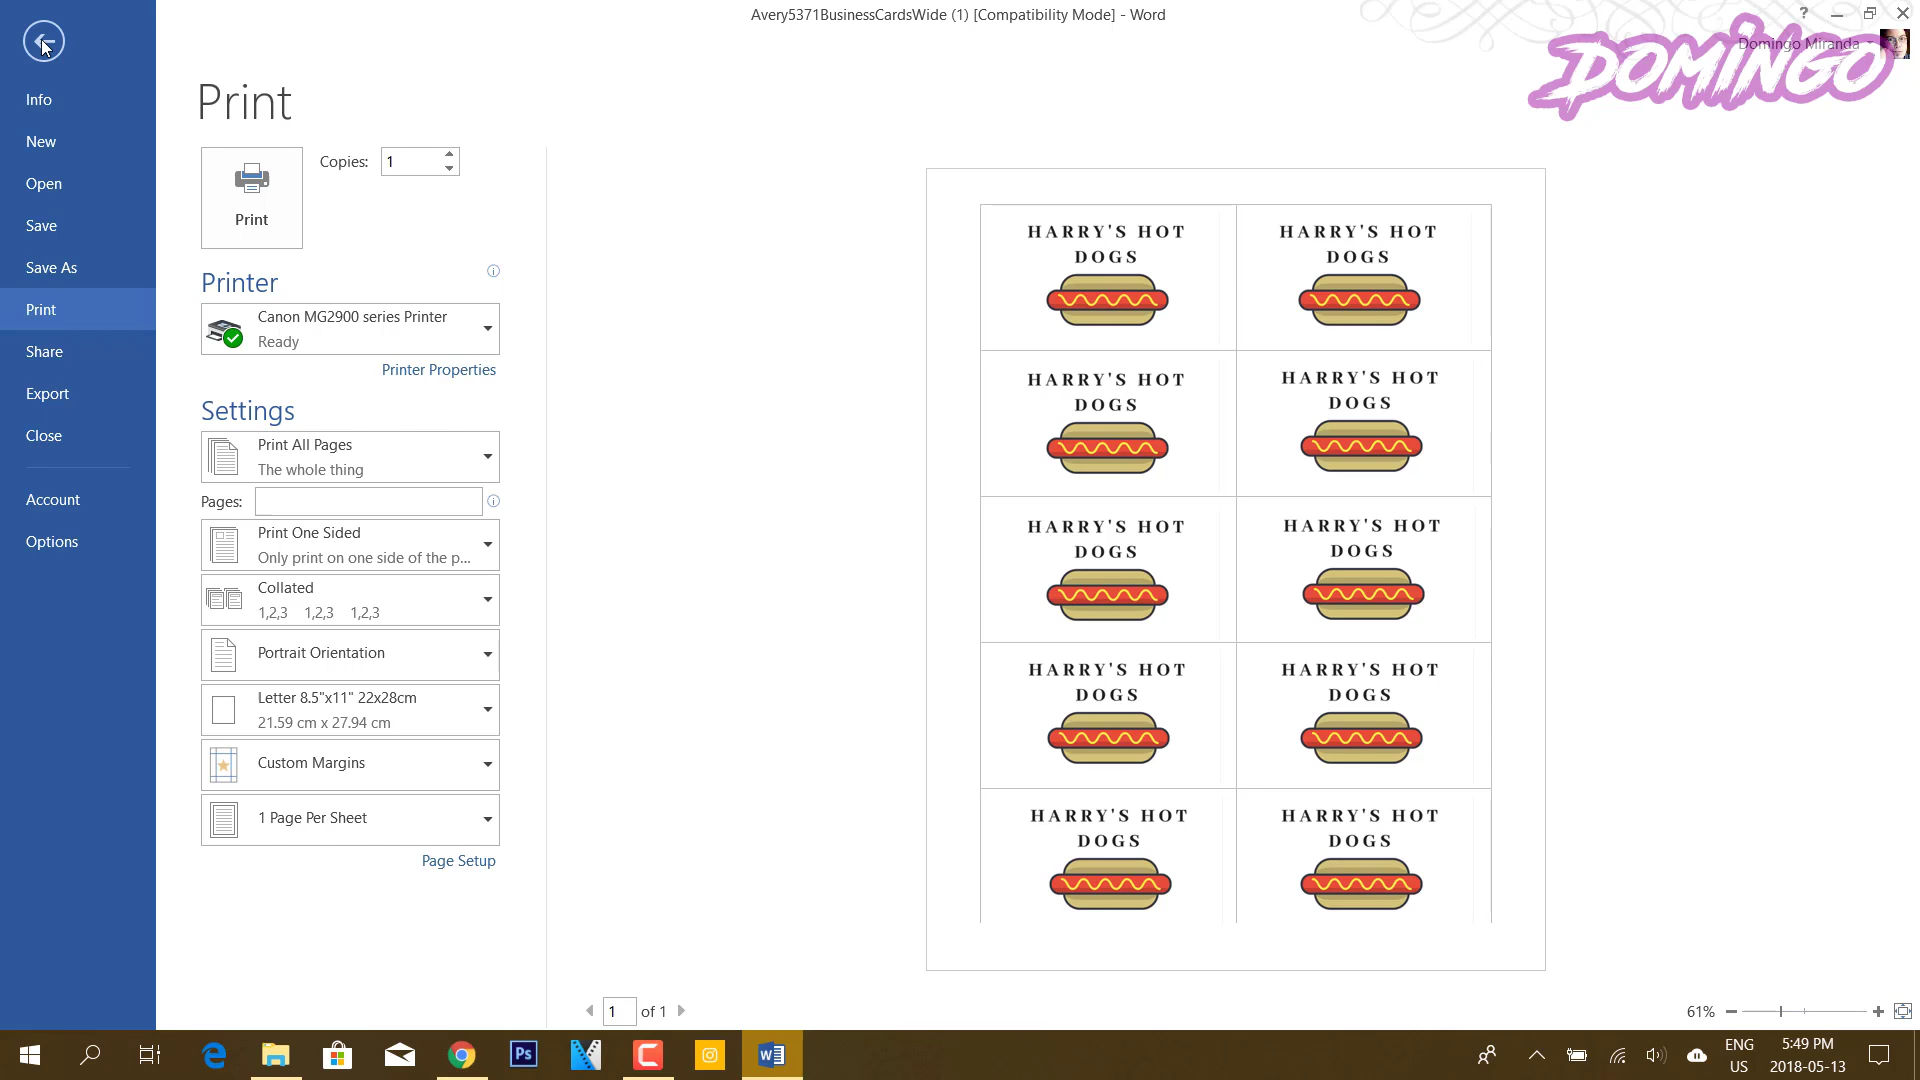 Avery5371BusinessCardsWide (1) [Compatibility Mode] - Word
?
Domingo Miranda
DOMINGO
Info
New
Open
Save
Save As
Print
Share
Export
Close
Account
Options
Print
Print
Copies: 1
Printer
Canon MG2900 series Printer
Ready
Printer Properties
Settings
Print All Pages
The whole thing
Pages:
Print One Sided
Only print on one side of the p...
Collated
1,2,3 1,2,3 1,2,3
Portrait Orientation
Letter 8.5"x11" 22x28cm
21.59 cm x 27.94 cm
Custom Margins
1 Page Per Sheet
Page Setup
HARRY'S HOT
DOGS
HARRY'S HOT
DOGS
HARRY'S HOT
DOGS
HARRY'S HOT
DOGS
HARRY'S HOT
DOGS
HARRY'S HOT
DOGS
HARRY'S HOT
DOGS
HARRY'S HOT
DOGS
HARRY'S HOT
DOGS
HARRY'S HOT
DOGS
1 of 1
61%
Ps
W
ENG
US
5:49 PM
2018-05-13